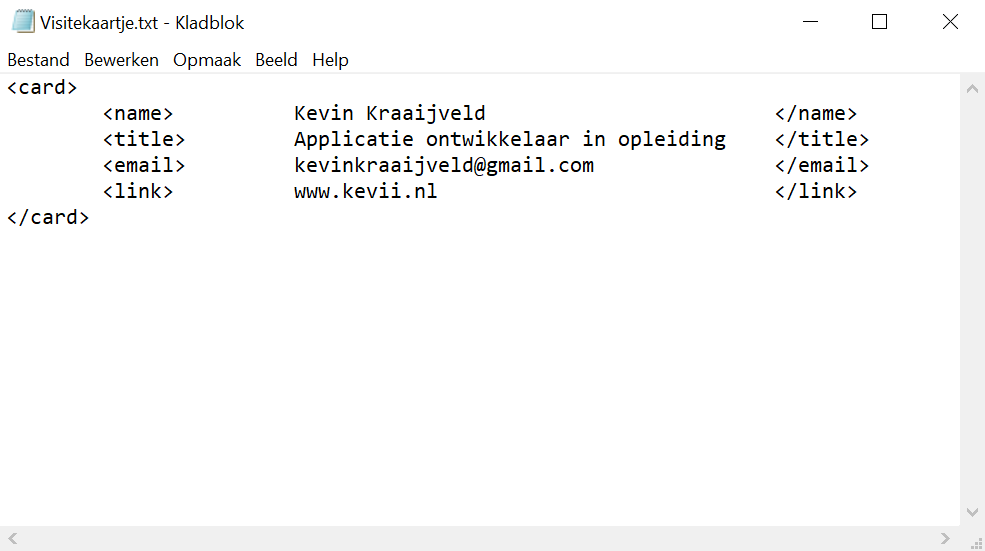 Visitekaartje.txt - Kladblok
Bestand Bewerken Opmaak Beeld Help
<card>
<name> Kevin Kraaijveld </name>
<title> Applicatie ontwikkelaar in opleiding </title>
<email> kevinkraaijveld@gmail.com </email>
<link> www.kevii.nl </link>
</card>